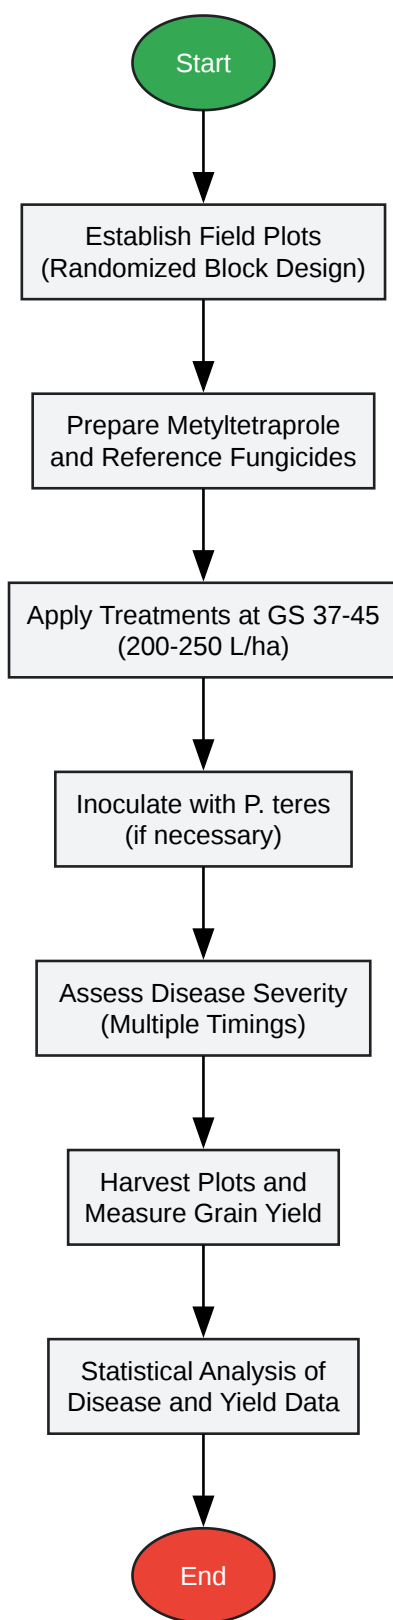 Start
Establish Field Plots
(Randomized Block Design)
Prepare Metyltetraprole
and Reference Fungicides
Apply Treatments at GS 37-45
(200-250 L/ha)
Inoculate with P. teres
(if necessary)
Assess Disease Severity
(Multiple Timings)
Harvest Plots and
Measure Grain Yield
Statistical Analysis of
Disease and Yield Data
End